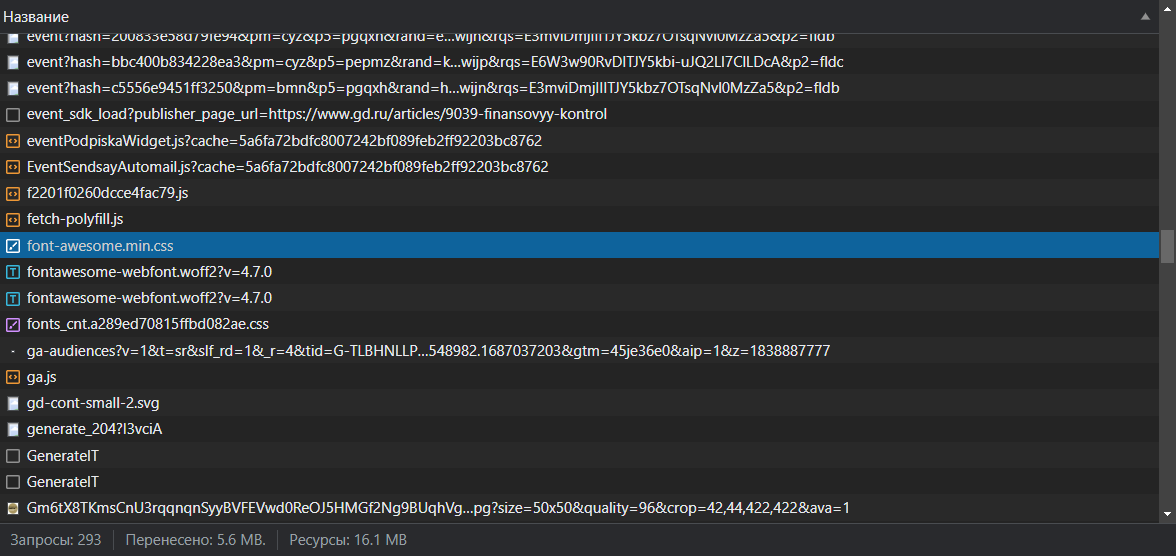 Название
event?hash=200833e58d79fe94&pm=cyz&p5=pgqxh&rand=e...wijn&rqs=E3mviDmjIIITJY5kbz7OTsqNvI0MzZa5&p2=fldb
event?hash=bbc400b834228ea3&pm=cyz&p5=pepmz&rand=k...wijp&rqs=E6W3w90RvDlTJY5kbi-uJQ2LI7ClLDcA&p2=fldc
event?hash=c5556e9451ff3250&pm=bmn&p5=pgqxh&rand=h...wijn&rqs=E3mviDmjIIITJY5kbz7OTsqNvI0MzZa5&p2=fldb
event_sdk_load?publisher_page_url=https://www.gd.ru/articles/9039-finansovyy-kontrol
eventPodpiskaWidget.js?cache=5a6fa72bdfc8007242bf089feb2ff92203bc8762
EventSendsayAutomail.js?cache=5a6fa72bdfc8007242bf089feb2ff92203bc8762
f2201f0260dcce4fac79.js
fetch-polyfill.js
font-awesome.min.css
fontawesome-webfont.woff2?v=4.7.0
fontawesome-webfont.woff2?v=4.7.0
fonts_cnt.a289ed70815ffbd082ae.css
ga-audiences?v=1&t=sr&slf_rd=1&_r=4&tid=G-TLBHNLLP...548982.1687037203&gtm=45je36e0&aip=1&z=1838887777
ga.js
gd-cont-small-2.svg
generate_204?l3vciA
GenerateIT
GenerateIT
Gm6tX8TKmsCnU3rqqnqnSyyBVFEVwd0ReOJ5HMGf2Ng9BUqhVg...pg?size=50x50&quality=96&crop=42,44,422,422&ava=1
Запросы: 293 Перенесено: 5.6 MB. Ресурсы: 16.1 MB